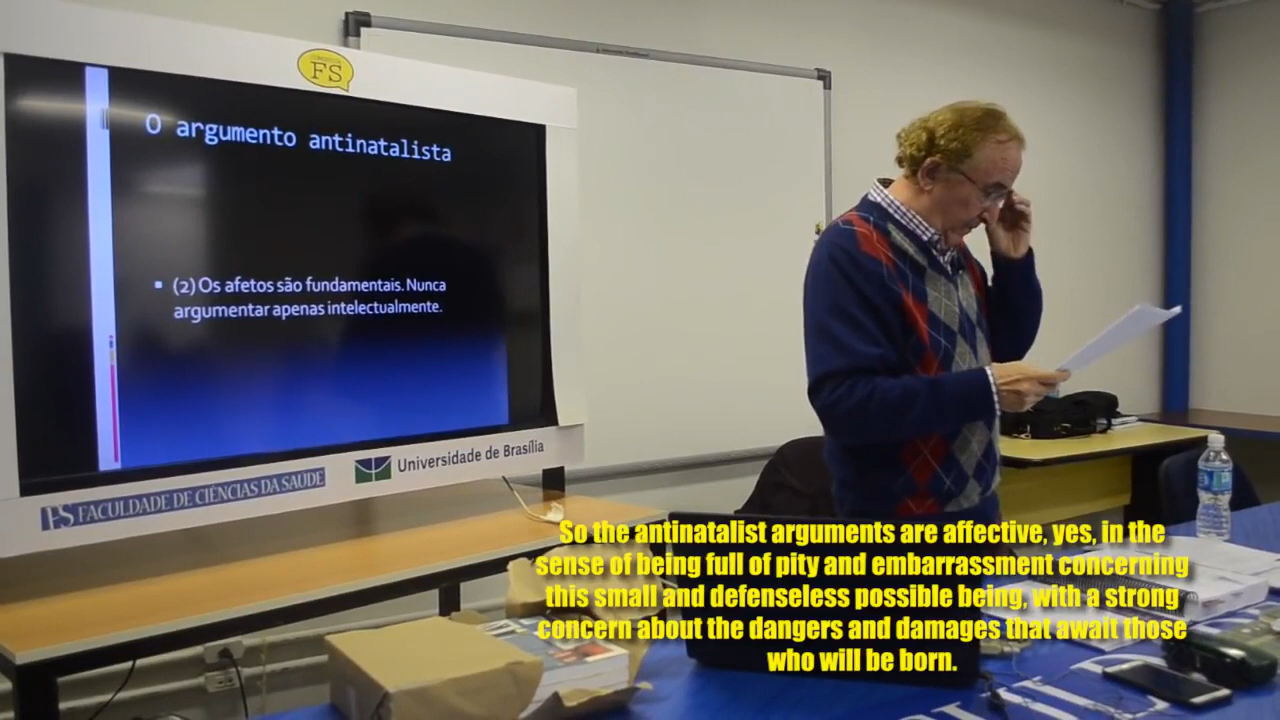 FS
O argumento antinatalista
(2) Os afetos são fundamentais. Nunca
argumentar apenas intelectualmente.
FS FACULDADE DE CIÊNCIAS DA SAÚDE
Universidade de Brasília
So the antinatalist arguments are affective, yes, in the
sense of being full of pity and embarrassment concerning
this small and defenseless possible being, with a strong
concern about the dangers and damages that await those
who will be born.